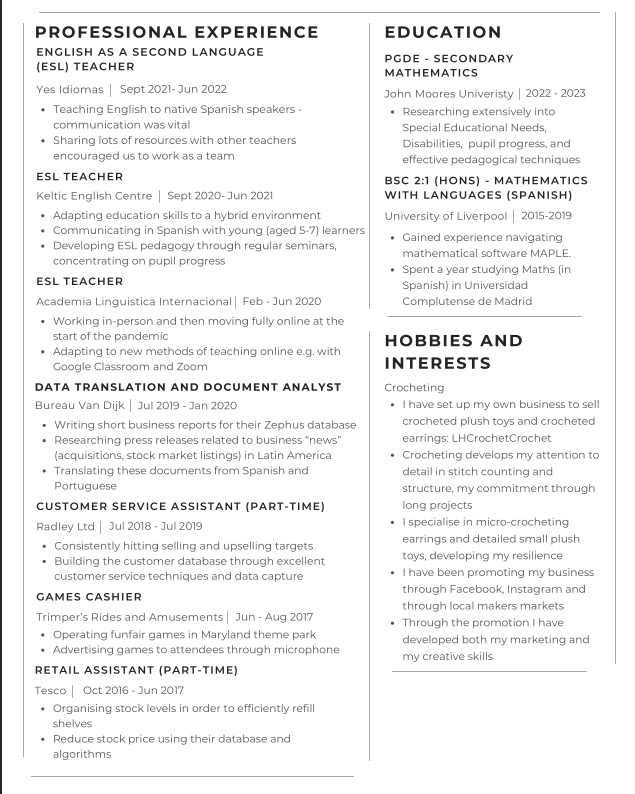 PROFESSIONAL EXPERIENCE
ENGLISH AS A SECOND LANGUAGE
(ESL) TEACHER
Yes Idiomas | Sept 2021- Jun 2022
• Teaching English to native Spanish speakers -
communication was vital
• Sharing lots of resources with other teachers
encouraged us to work as a team
ESL TEACHER
Keltic English Centre | Sept 2020- Jun 2021
• Adapting education skills to a hybrid environment
• Communicating in Spanish with young (aged 5-7) learners
• Developing ESL pedagogy through regular seminars,
concentrating on pupil progress
ESL TEACHER
Academia Linguistica Internacional | Feb - Jun 2020
• Working in-person and then moving fully online at the
start of the pandemic
• Adapting to new methods of teaching online e.g. with
Google Classroom and Zoom
DATA TRANSLATION AND DOCUMENT ANALYST
Bureau Van Dijk | Jul 2019 - Jan 2020
• Writing short business reports for their Zephus database
• Researching press releases related to business “news”
(acquisitions, stock market listings) in Latin America
• Translating these documents from Spanish and
Portuguese
CUSTOMER SERVICE ASSISTANT (PART-TIME)
Radley Ltd | Jul 2018 - Jul 2019
• Consistently hitting selling and upselling targets
• Building the customer database through excellent
customer service techniques and data capture
GAMES CASHIER
Trimper’s Rides and Amusements | Jun - Aug 2017
• Operating funfair games in Maryland theme park
• Advertising games to attendees through microphone
RETAIL ASSISTANT (PART-TIME)
Tesco | Oct 2016 - Jun 2017
• Organising stock levels in order to efficiently refill
shelves
• Reduce stock price using their database and
algorithms
EDUCATION
PGDE - SECONDARY
MATHEMATICS
John Moores Univeristy | 2022 - 2023
• Researching extensively into
Special Educational Needs,
Disabilities, pupil progress, and
effective pedagogical techniques
BSC 2:1 (HONS) - MATHEMATICS
WITH LANGUAGES (SPANISH)
University of Liverpool | 2015-2019
• Gained experience navigating
mathematical software MAPLE.
• Spent a year studying Maths (in
Spanish) in Universidad
Complutense de Madrid
HOBBIES AND
INTERESTS
Crocheting
• I have set up my own business to sell
crocheted plush toys and crocheted
earrings: LHCrochetCrochet
• Crocheting develops my attention to
detail in stitch counting and
structure, my commitment through
long projects
• I specialise in micro-crocheting
earrings and detailed small plush
toys, developing my resilience
• I have been promoting my business
through Facebook, Instagram and
through local makers markets
• Through the promotion I have
developed both my marketing and
my creative skills